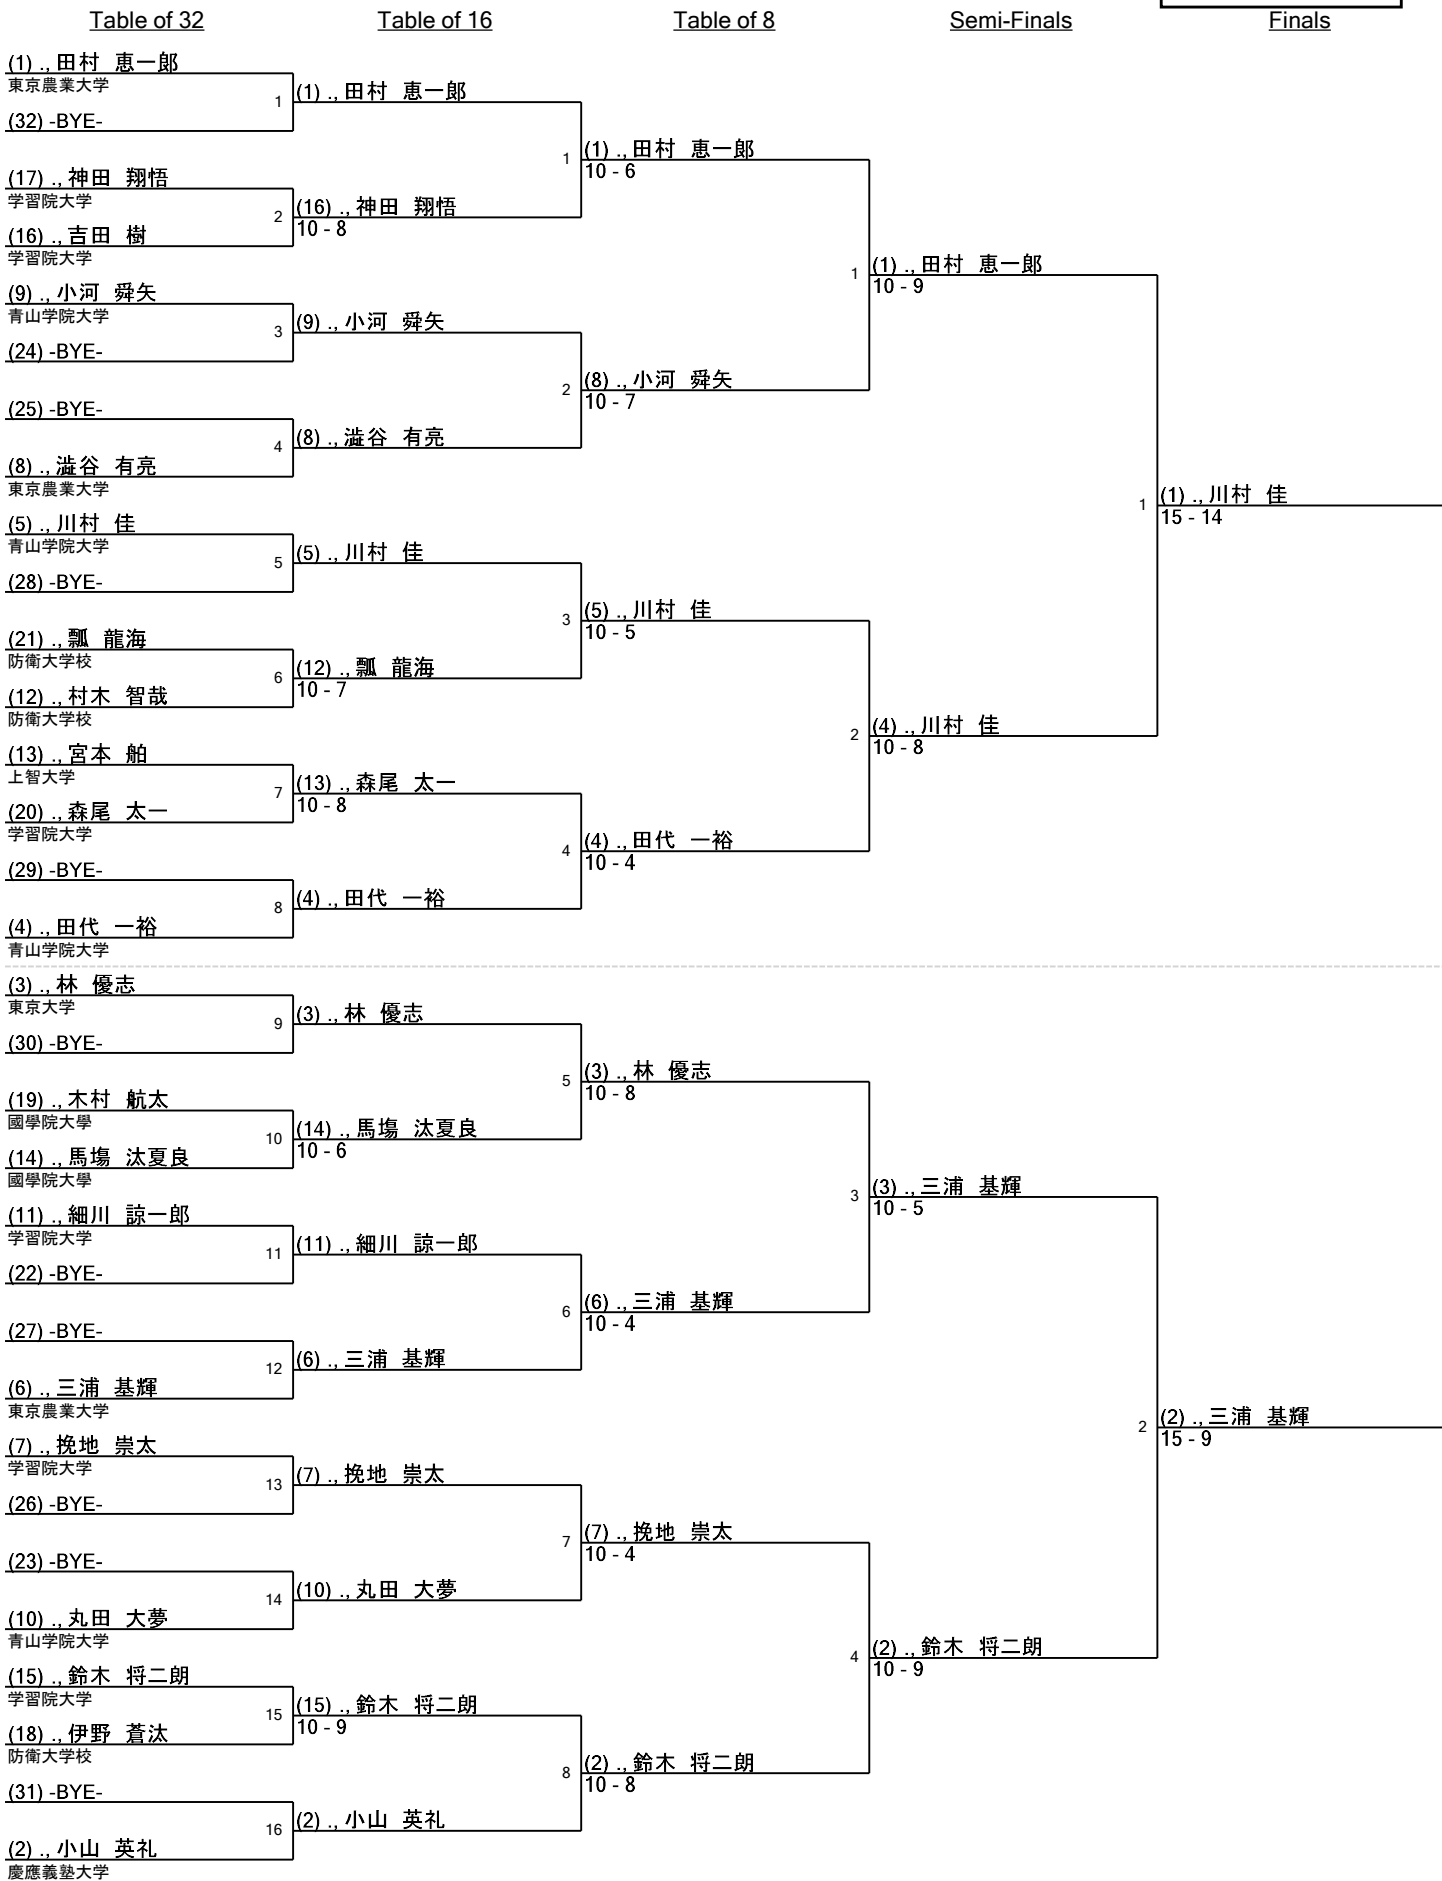 Table of 32 Table of 16 Table of 8 Semi-Finals Finals
(1) ., 田村 恵一郎
東京農業大学
1
(32) -BYE-
(17) ., 神田 翔悟
学習院大学
2
(16) ., 吉田 樹
学習院大学
(9) ., 小河 舜矢
青山学院大学
3
(24) -BYE-
(25) -BYE-
4
(8) ., 澁谷 有亮
東京農業大学
(5) ., 川村 佳
青山学院大学
5
(28) -BYE-
(21) ., 瓢 龍海
防衛大学校
6
(12) ., 村木 智哉
防衛大学校
(13) ., 宮本 舶
上智大学
7
(20) ., 森尾 太一
学習院大学
(29) -BYE-
8
(4) ., 田代 一裕
青山学院大学
(3) ., 林 優志
東京大学
9
(30) -BYE-
(19) ., 木村 航太
國學院大學
10
(14) ., 馬塲 汰夏良
國學院大學
(11) ., 細川 諒一郎
学習院大学
11
(22) -BYE-
(27) -BYE-
12
(6) ., 三浦 基輝
東京農業大学
(7) ., 挽地 崇太
学習院大学
13
(26) -BYE-
(23) -BYE-
14
(10) ., 丸田 大夢
青山学院大学
(15) ., 鈴木 将二朗
学習院大学
15
(18) ., 伊野 蒼汰
防衛大学校
(31) -BYE-
16
(2) ., 小山 英礼
慶應義塾大学
(1) ., 田村 恵一郎
1
(16) ., 神田 翔悟
10 - 8
(9) ., 小河 舜矢
2
(8) ., 澁谷 有亮
(5) ., 川村 佳
3
(12) ., 瓢 龍海
10 - 7
(13) ., 森尾 太一
10 - 8
4
(4) ., 田代 一裕
(3) ., 林 優志
5
(14) ., 馬塲 汰夏良
10 - 6
(11) ., 細川 諒一郎
6
(6) ., 三浦 基輝
(7) ., 挽地 崇太
7
(10) ., 丸田 大夢
(15) ., 鈴木 将二朗
10 - 9
8
(2) ., 小山 英礼
(1) ., 田村 恵一郎
10 - 6
1
(8) ., 小河 舜矢
10 - 7
(5) ., 川村 佳
10 - 5
2
(4) ., 田代 一裕
10 - 4
(3) ., 林 優志
10 - 8
3
(6) ., 三浦 基輝
10 - 4
(7) ., 挽地 崇太
10 - 4
4
(2) ., 鈴木 将二朗
10 - 8
(1) ., 田村 恵一郎
10 - 9
1
(4) ., 川村 佳
10 - 8
(3) ., 三浦 基輝
10 - 5
2
(2) ., 鈴木 将二朗
10 - 9
(1) ., 川村 佳
15 - 14
(2) ., 三浦 基輝
15 - 9